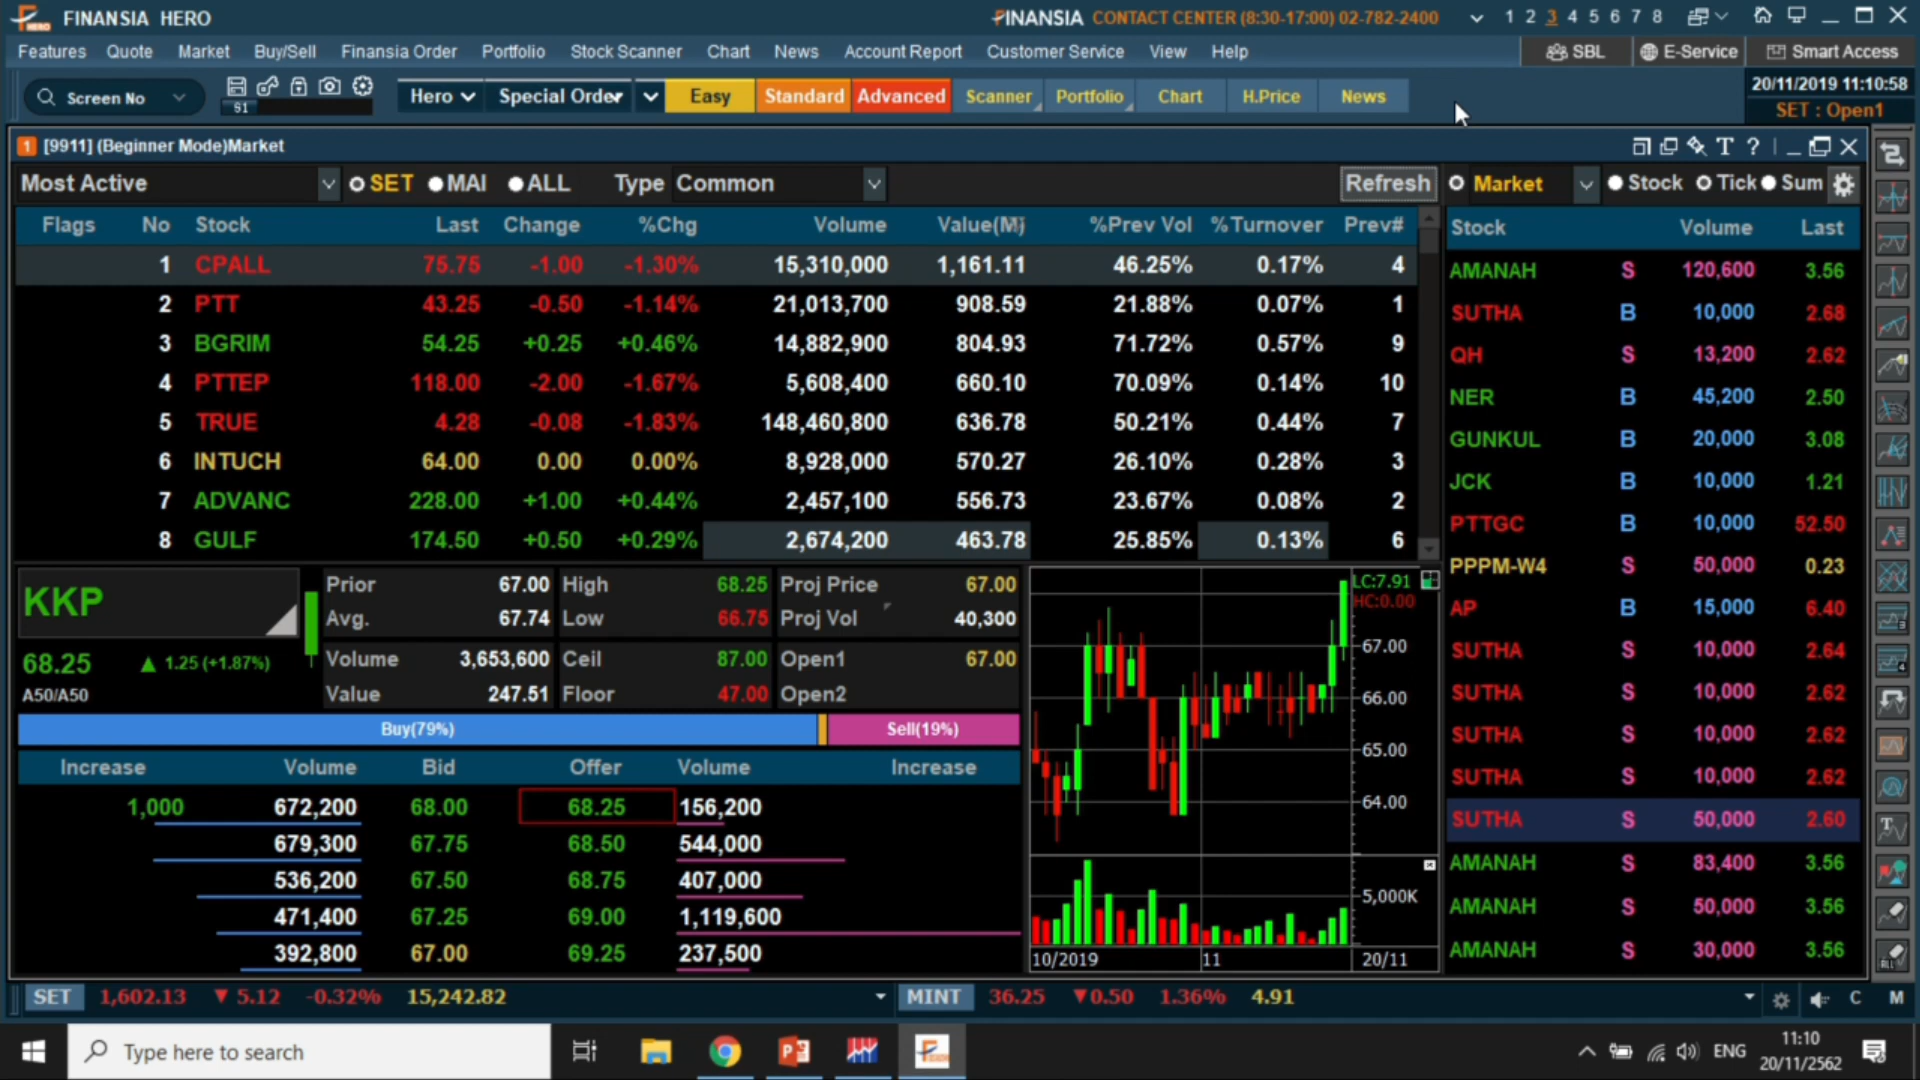 FINANSIA HERO
FINANSIA CONTACT CENTER (8:30-17:00) 02-782-2400 1 2 3 4 5 6 7 8
Features Quote Market Buy/Sell Finansia Order Portfolio Stock Scanner Chart News Account Report Customer Service View Help SBL E-Service Smart Access
Screen No S1 Hero Special Order Easy Standard Advanced Scanner Portfolio Chart H.Price News 20/11/2019 11:10:58
SET : Open1
1 [9911] (Beginner Mode)Market
Most Active SET MAI ALL Type Common Refresh Market Stock Tick Sum
Flags No Stock Last Change %Chg Volume Value(M) %Prev Vol %Turnover Prev#
1 CPALL 75.75 -1.00 -1.30% 15,310,000 1,161.11 46.25% 0.17% 4
2 PTT 43.25 -0.50 -1.14% 21,013,700 908.59 21.88% 0.07% 1
3 BGRIM 54.25 +0.25 +0.46% 14,882,900 804.93 71.72% 0.57% 9
4 PTTEP 118.00 -2.00 -1.67% 5,608,400 660.10 70.09% 0.14% 10
5 TRUE 4.28 -0.08 -1.83% 148,460,800 636.78 50.21% 0.44% 7
6 INTUCH 64.00 0.00 0.00% 8,928,000 570.27 26.10% 0.28% 3
7 ADVANC 228.00 +1.00 +0.44% 2,457,100 556.73 23.67% 0.08% 2
8 GULF 174.50 +0.50 +0.29% 2,674,200 463.78 25.85% 0.13% 6
Stock Volume Last
AMANAH S 120,600 3.56
SUTHA B 10,000 2.68
QH S 13,200 2.62
NER B 45,200 2.50
GUNKUL B 20,000 3.08
JCK B 10,000 1.21
PTTGC B 10,000 52.50
PPPM-W4 S 50,000 0.23
AP B 15,000 6.40
SUTHA S 10,000 2.64
SUTHA S 10,000 2.62
SUTHA S 10,000 2.62
SUTHA S 10,000 2.62
SUTHA S 50,000 2.60
AMANAH S 83,400 3.56
AMANAH S 50,000 3.56
AMANAH S 30,000 3.56
KKP
68.25 ▲ 1.25 (+1.87%)
A50/A50
Prior 67.00 High 68.25 Proj Price 67.00
Avg. 67.74 Low 66.75 Proj Vol 40,300
Volume 3,653,600 Ceil 87.00 Open1 67.00
Value 247.51 Floor 47.00 Open2
Buy(79%) Sell(19%)
Increase Volume Bid Offer Volume Increase
1,000 672,200 68.00 68.25 156,200
679,300 67.75 68.50 544,000
536,200 67.50 68.75 407,000
471,400 67.25 69.00 1,119,600
392,800 67.00 69.25 237,500
LC:7.91
HC:0.00
67.00
66.00
65.00
64.00
5,000K
10/2019 11 20/11
SET 1,602.13 ▼ 5.12 -0.32% 15,242.82 MINT 36.25 ▼0.50 1.36% 4.91 C M
Type here to search ENG 11:10
20/11/2562